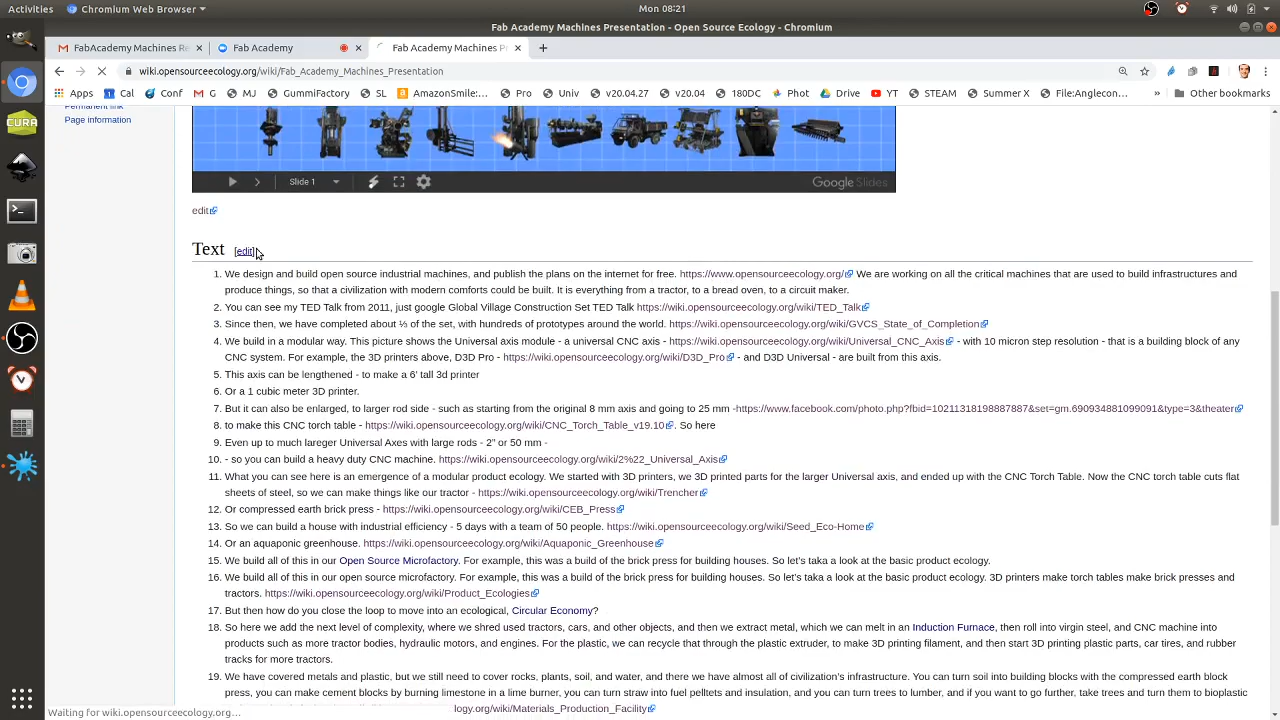 Activities
Chromium Web Browser
Mon 08:21
Fab Academy Machines Presentation - Open Source Ecology - Chromium
FabAcademy Machines Re
Fab Academy
Fab Academy Machines P
wiki.opensourceecology.org/wiki/Fab_Academy_Machines_Presentation
Apps Cal Conf G MJ GummiFactory SL AmazonSmile:... Pro Univ v20.04.27 v20.04 180DC Phot Drive YT STEAM Summer X File:Anglecon... » Other bookmarks
CURA
Permanent link
Page information
Slide 1
Google Slides
edit
Text [edit]
1. We design and build open source industrial machines, and publish the plans on the internet for free. https://www.opensourceecology.org/ We are working on all the critical machines that are used to build infrastructures and
produce things, so that a civilization with modern comforts could be built. It is everything from a tractor, to a bread oven, to a circuit maker.
2. You can see my TED Talk from 2011, just google Global Village Construction Set TED Talk https://wiki.opensourceecology.org/wiki/TED_Talk
3. Since then, we have completed about ⅓ of the set, with hundreds of prototypes around the world. https://wiki.opensourceecology.org/wiki/GVCS_State_of_Completion
4. We build in a modular way. This picture shows the Universal axis module - a universal CNC axis - https://wiki.opensourceecology.org/wiki/Universal_CNC_Axis - with 10 micron step resolution - that is a building block of any
CNC system. For example, the 3D printers above, D3D Pro - https://wiki.opensourceecology.org/wiki/D3D_Pro - and D3D Universal - are built from this axis.
5. This axis can be lengthened - to make a 6' tall 3d printer
6. Or a 1 cubic meter 3D printer.
7. But it can also be enlarged, to larger rod side - such as starting from the original 8 mm axis and going to 25 mm -https://www.facebook.com/photo.php?fbid=10211318198887887&set=gm.690934881099091&type=3&theater
8. to make this CNC torch table - https://wiki.opensourceecology.org/wiki/CNC_Torch_Table_v19.10. So here
9. Even up to much lareger Universal Axes with large rods - 2" or 50 mm -
10. - so you can build a heavy duty CNC machine. https://wiki.opensourceecology.org/wiki/2%22_Universal_Axis
11. What you can see here is an emergence of a modular product ecology. We started with 3D printers, we 3D printed parts for the larger Universal axis, and ended up with the CNC Torch Table. Now the CNC torch table cuts flat
sheets of steel, so we can make things like our tractor - https://wiki.opensourceecology.org/wiki/Trencher
12. Or compressed earth brick press - https://wiki.opensourceecology.org/wiki/CEB_Press
13. So we can build a house with industrial efficiency - 5 days with a team of 50 people. https://wiki.opensourceecology.org/wiki/Seed_Eco-Home
14. Or an aquaponic greenhouse. https://wiki.opensourceecology.org/wiki/Aquaponic_Greenhouse
15. We build all of this in our Open Source Microfactory. For example, this was a build of the brick press for building houses. So let's taka a look at the basic product ecology.
16. We build all of this in our open source microfactory. For example, this was a build of the brick press for building houses. So let's taka a look at the basic product ecology. 3D printers make torch tables make brick presses and
tractors. https://wiki.opensourceecology.org/wiki/Product_Ecologies
17. But then how do you close the loop to move into an ecological, Circular Economy?
18. So here we add the next level of complexity, where we shred used tractors, cars, and other objects, and then we extract metal, which we can melt in an Induction Furnace, then roll into virgin steel, and CNC machine into
products such as more tractor bodies, hydraulic motors, and engines. For the plastic, we can recycle that through the plastic extruder, to make 3D printing filament, and then start 3D printing plastic parts, car tires, and rubber
tracks for more tractors.
19. We have covered metals and plastic, but we still need to cover rocks, plants, soil, and water, and there we have almost all of civilization's infrastructure. You can turn soil into building blocks with the compressed earth block
press, you can make cement blocks by burning limestone in a lime burner, you can turn straw into fuel pelltets and insulation, and you can turn trees to lumber, and if you want to go further, take trees and turn them to bioplastic
logy.org/wiki/Materials_Production_Facility
Waiting for wiki.opensourceecology.org...